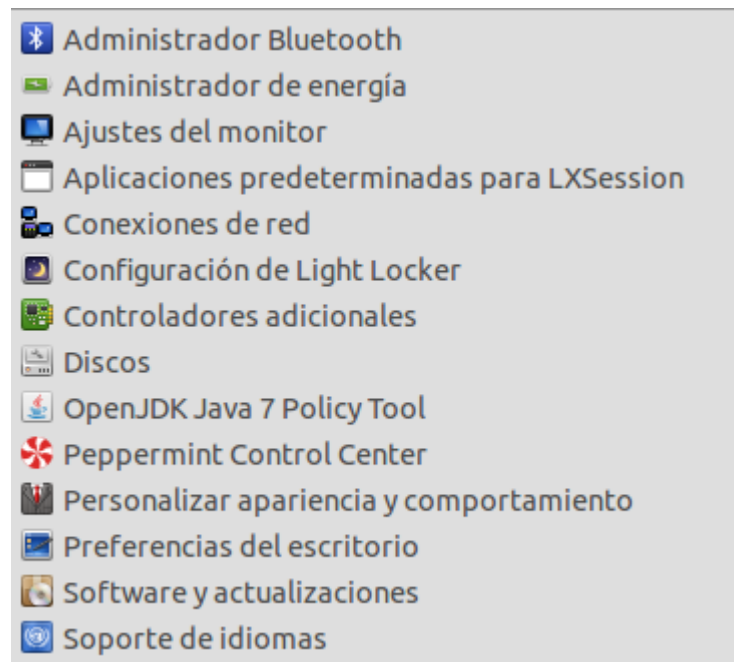 Administrador Bluetooth
Administrador de energía
Ajustes del monitor
Aplicaciones predeterminadas para LXSession
Conexiones de red
Configuración de Light Locker
Controladores adicionales
Discos
OpenJDK Java 7 Policy Tool
Peppermint Control Center
Personalizar apariencia y comportamiento
Preferencias del escritorio
Software y actualizaciones
Soporte de idiomas